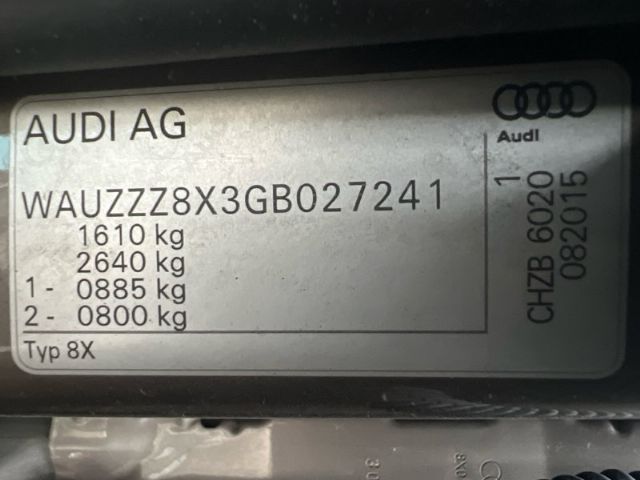 AUDI AG
Audi
WAUZZZ8X3GB027241
1610 kg
2640 kg
1 - 0885 kg
2 - 0800 kg
Typ 8X
1
CHZB 6020
082015